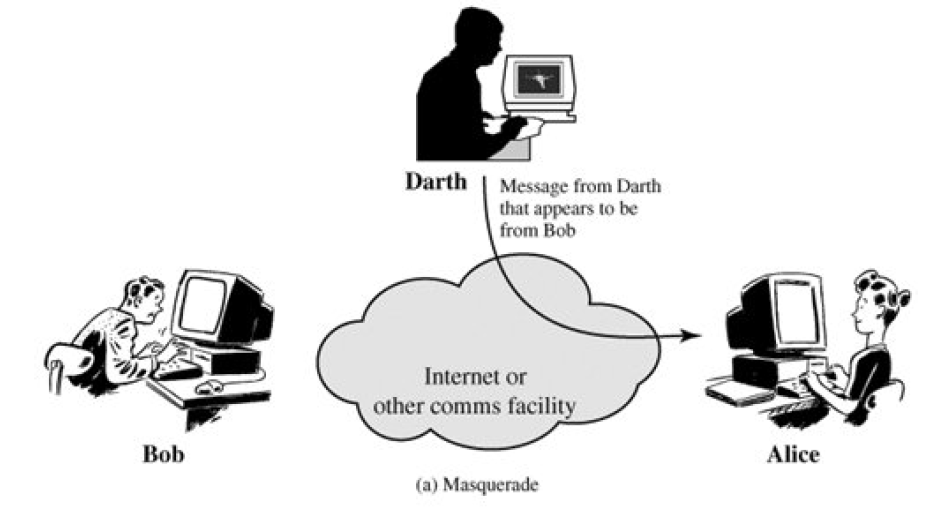 Darth
Message from Darth
that appears to be
from Bob
Internet or
other comms facility
Bob
Alice
(a) Masquerade